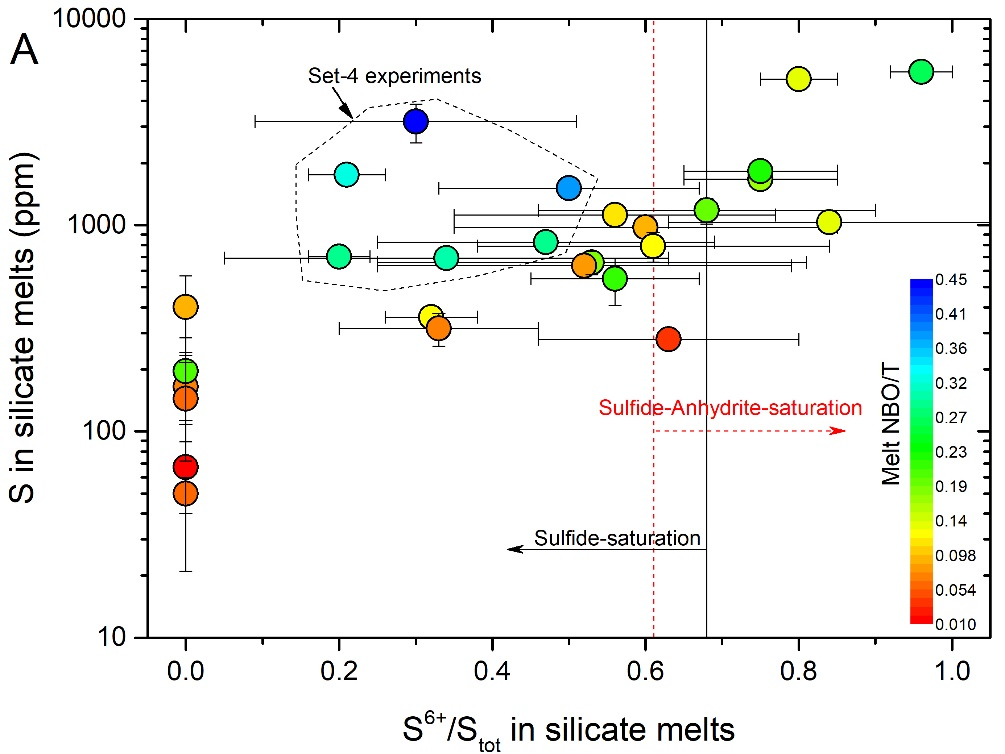 A
10000
1000
100
10
S in silicate melts (ppm)
Set-4 experiments
Sulfide-Anhydrite-saturation
Sulfide-saturation
Melt NBO/T
0.45
0.41
0.36
0.32
0.27
0.23
0.19
0.14
0.098
0.054
0.010
0.0 0.2 0.4 0.6 0.8 1.0
S⁶⁺/Sₜₒₜ in silicate melts